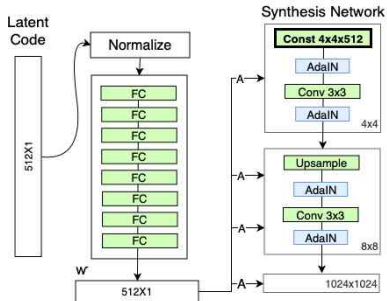 Latent
Code
512X1
Normalize
FC
FC
FC
FC
FC
FC
FC
FC
W
512X1
Synthesis Network
Const 4x4x512
A
AdaIN
Conv 3x3
AdaIN
4x4
Upsample
A
AdaIN
Conv 3x3
A
AdaIN
8x8
A
1024x1024